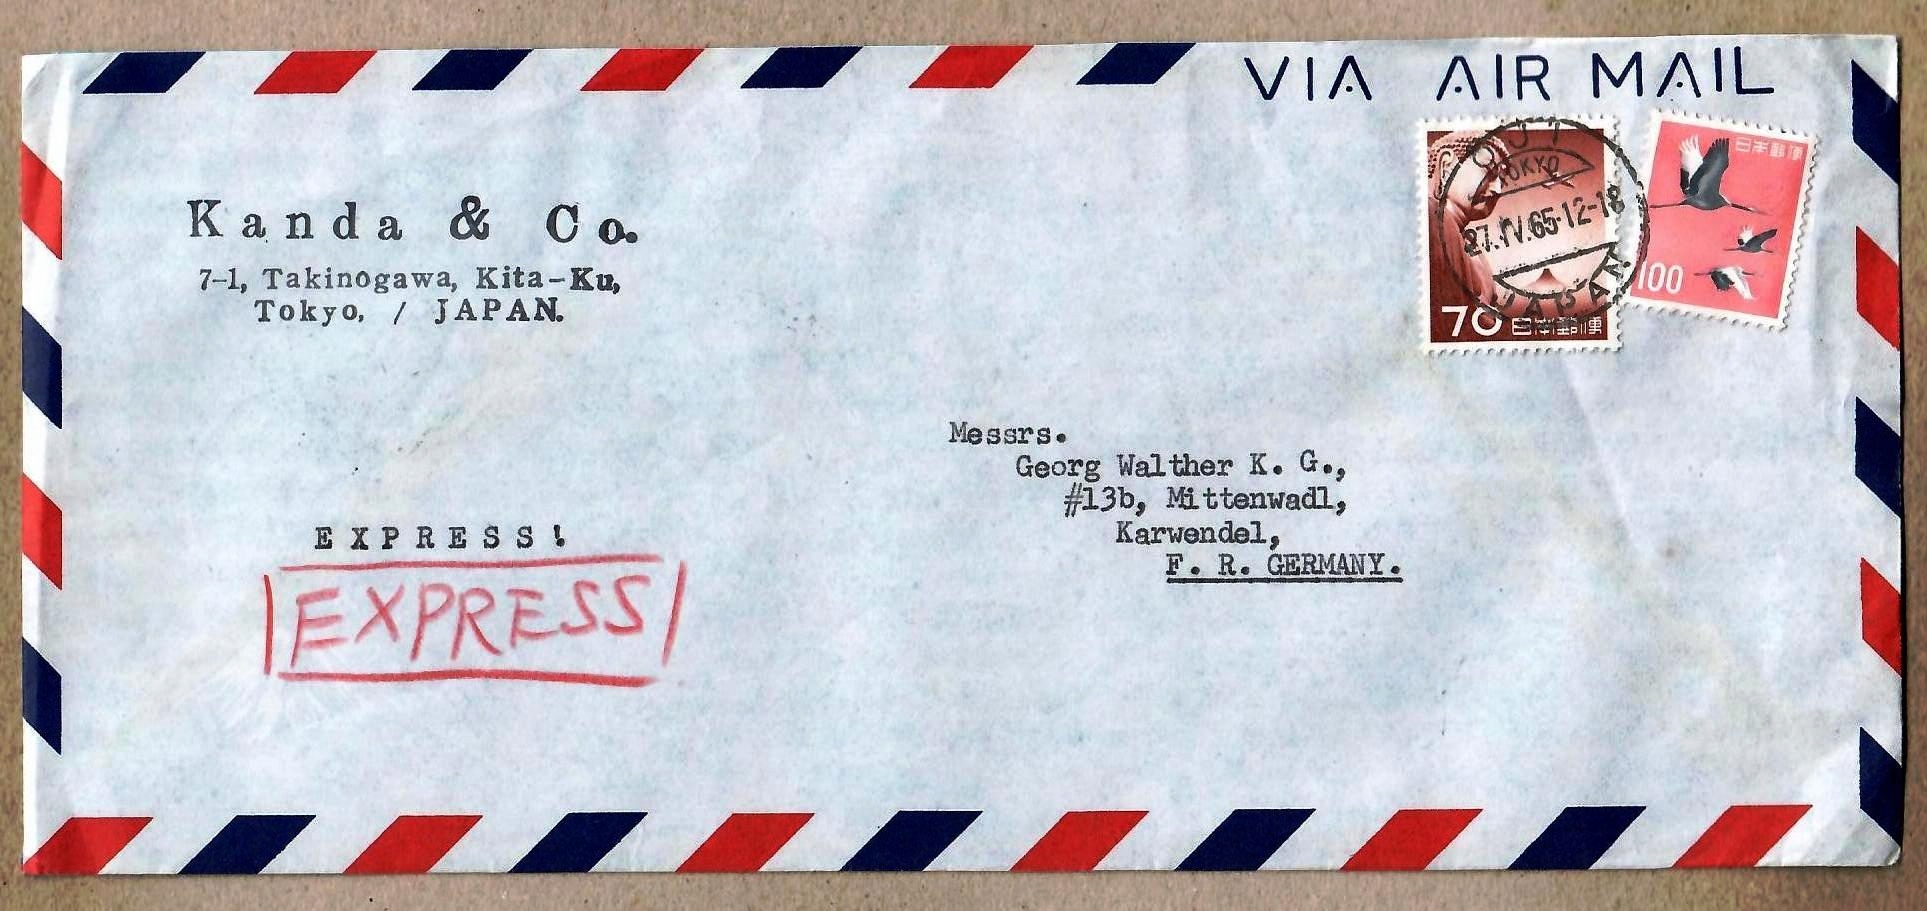 VIA AIR MAIL
OJI
TOKYO
27.IV.65.12-18
JAPAN
70 日本郵便
日本郵便
100
Kanda & Co.
7-1, Takinogawa, Kita-Ku,
Tokyo, / JAPAN.
Messrs.
Georg Walther K. G.,
#13b, Mittenwadl,
Karwendel,
F. R. GERMANY.
EXPRESS!
EXPRESS